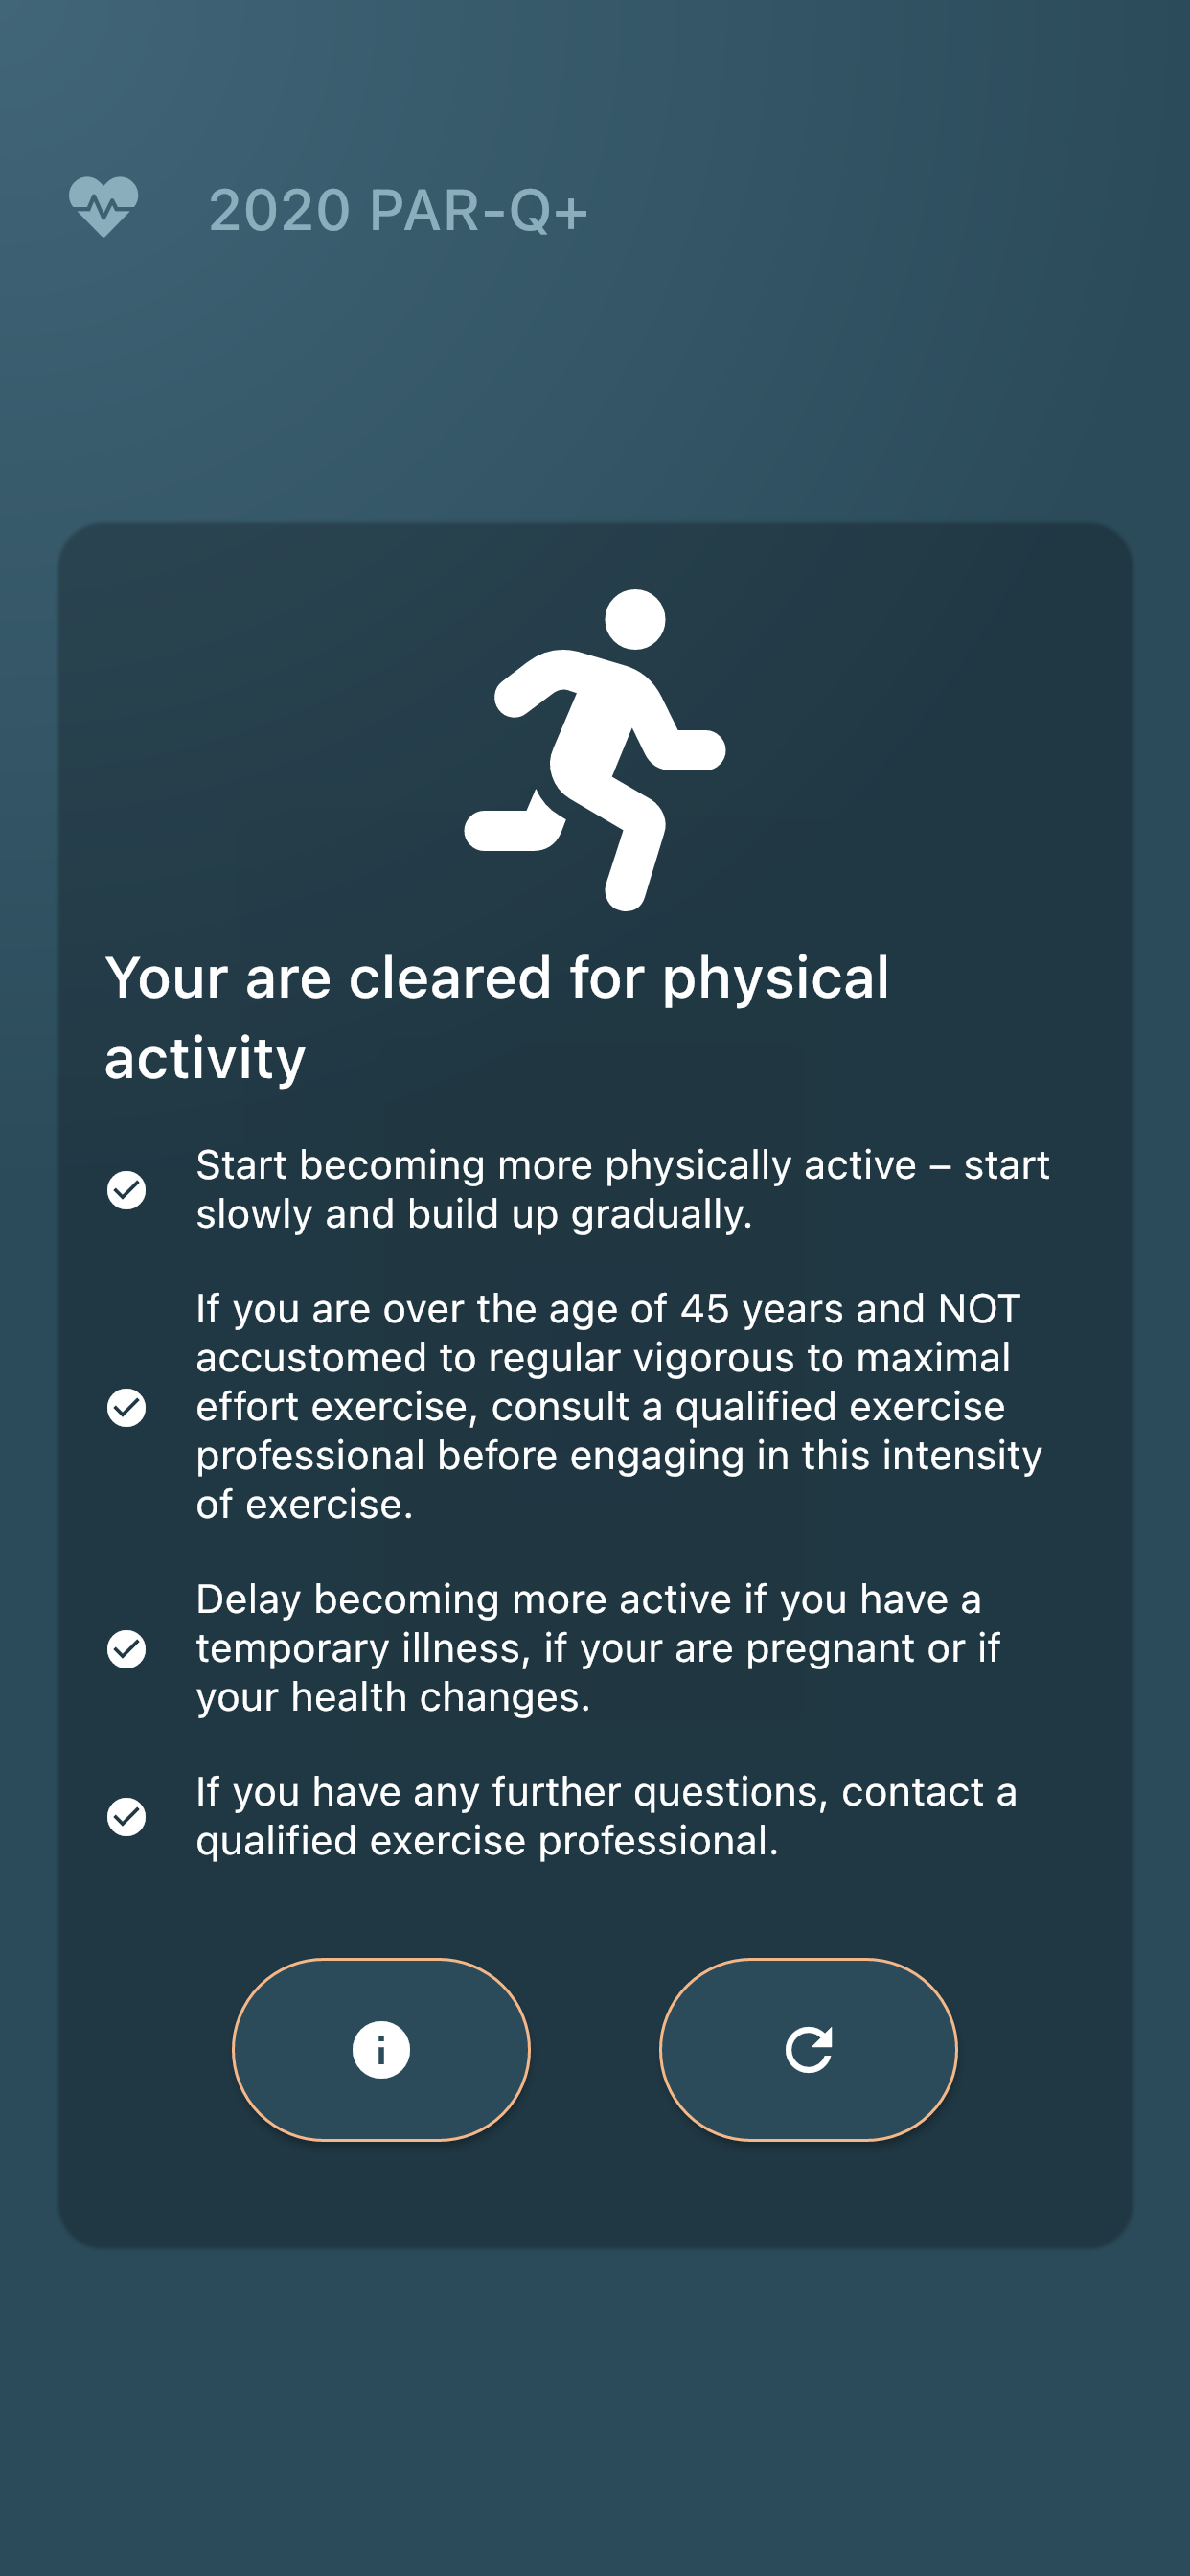 2020 PAR-Q+
Your are cleared for physical
activity
Start becoming more physically active – start
slowly and build up gradually.
If you are over the age of 45 years and NOT
accustomed to regular vigorous to maximal
effort exercise, consult a qualified exercise
professional before engaging in this intensity
of exercise.
Delay becoming more active if you have a
temporary illness, if your are pregnant or if
your health changes.
If you have any further questions, contact a
qualified exercise professional.